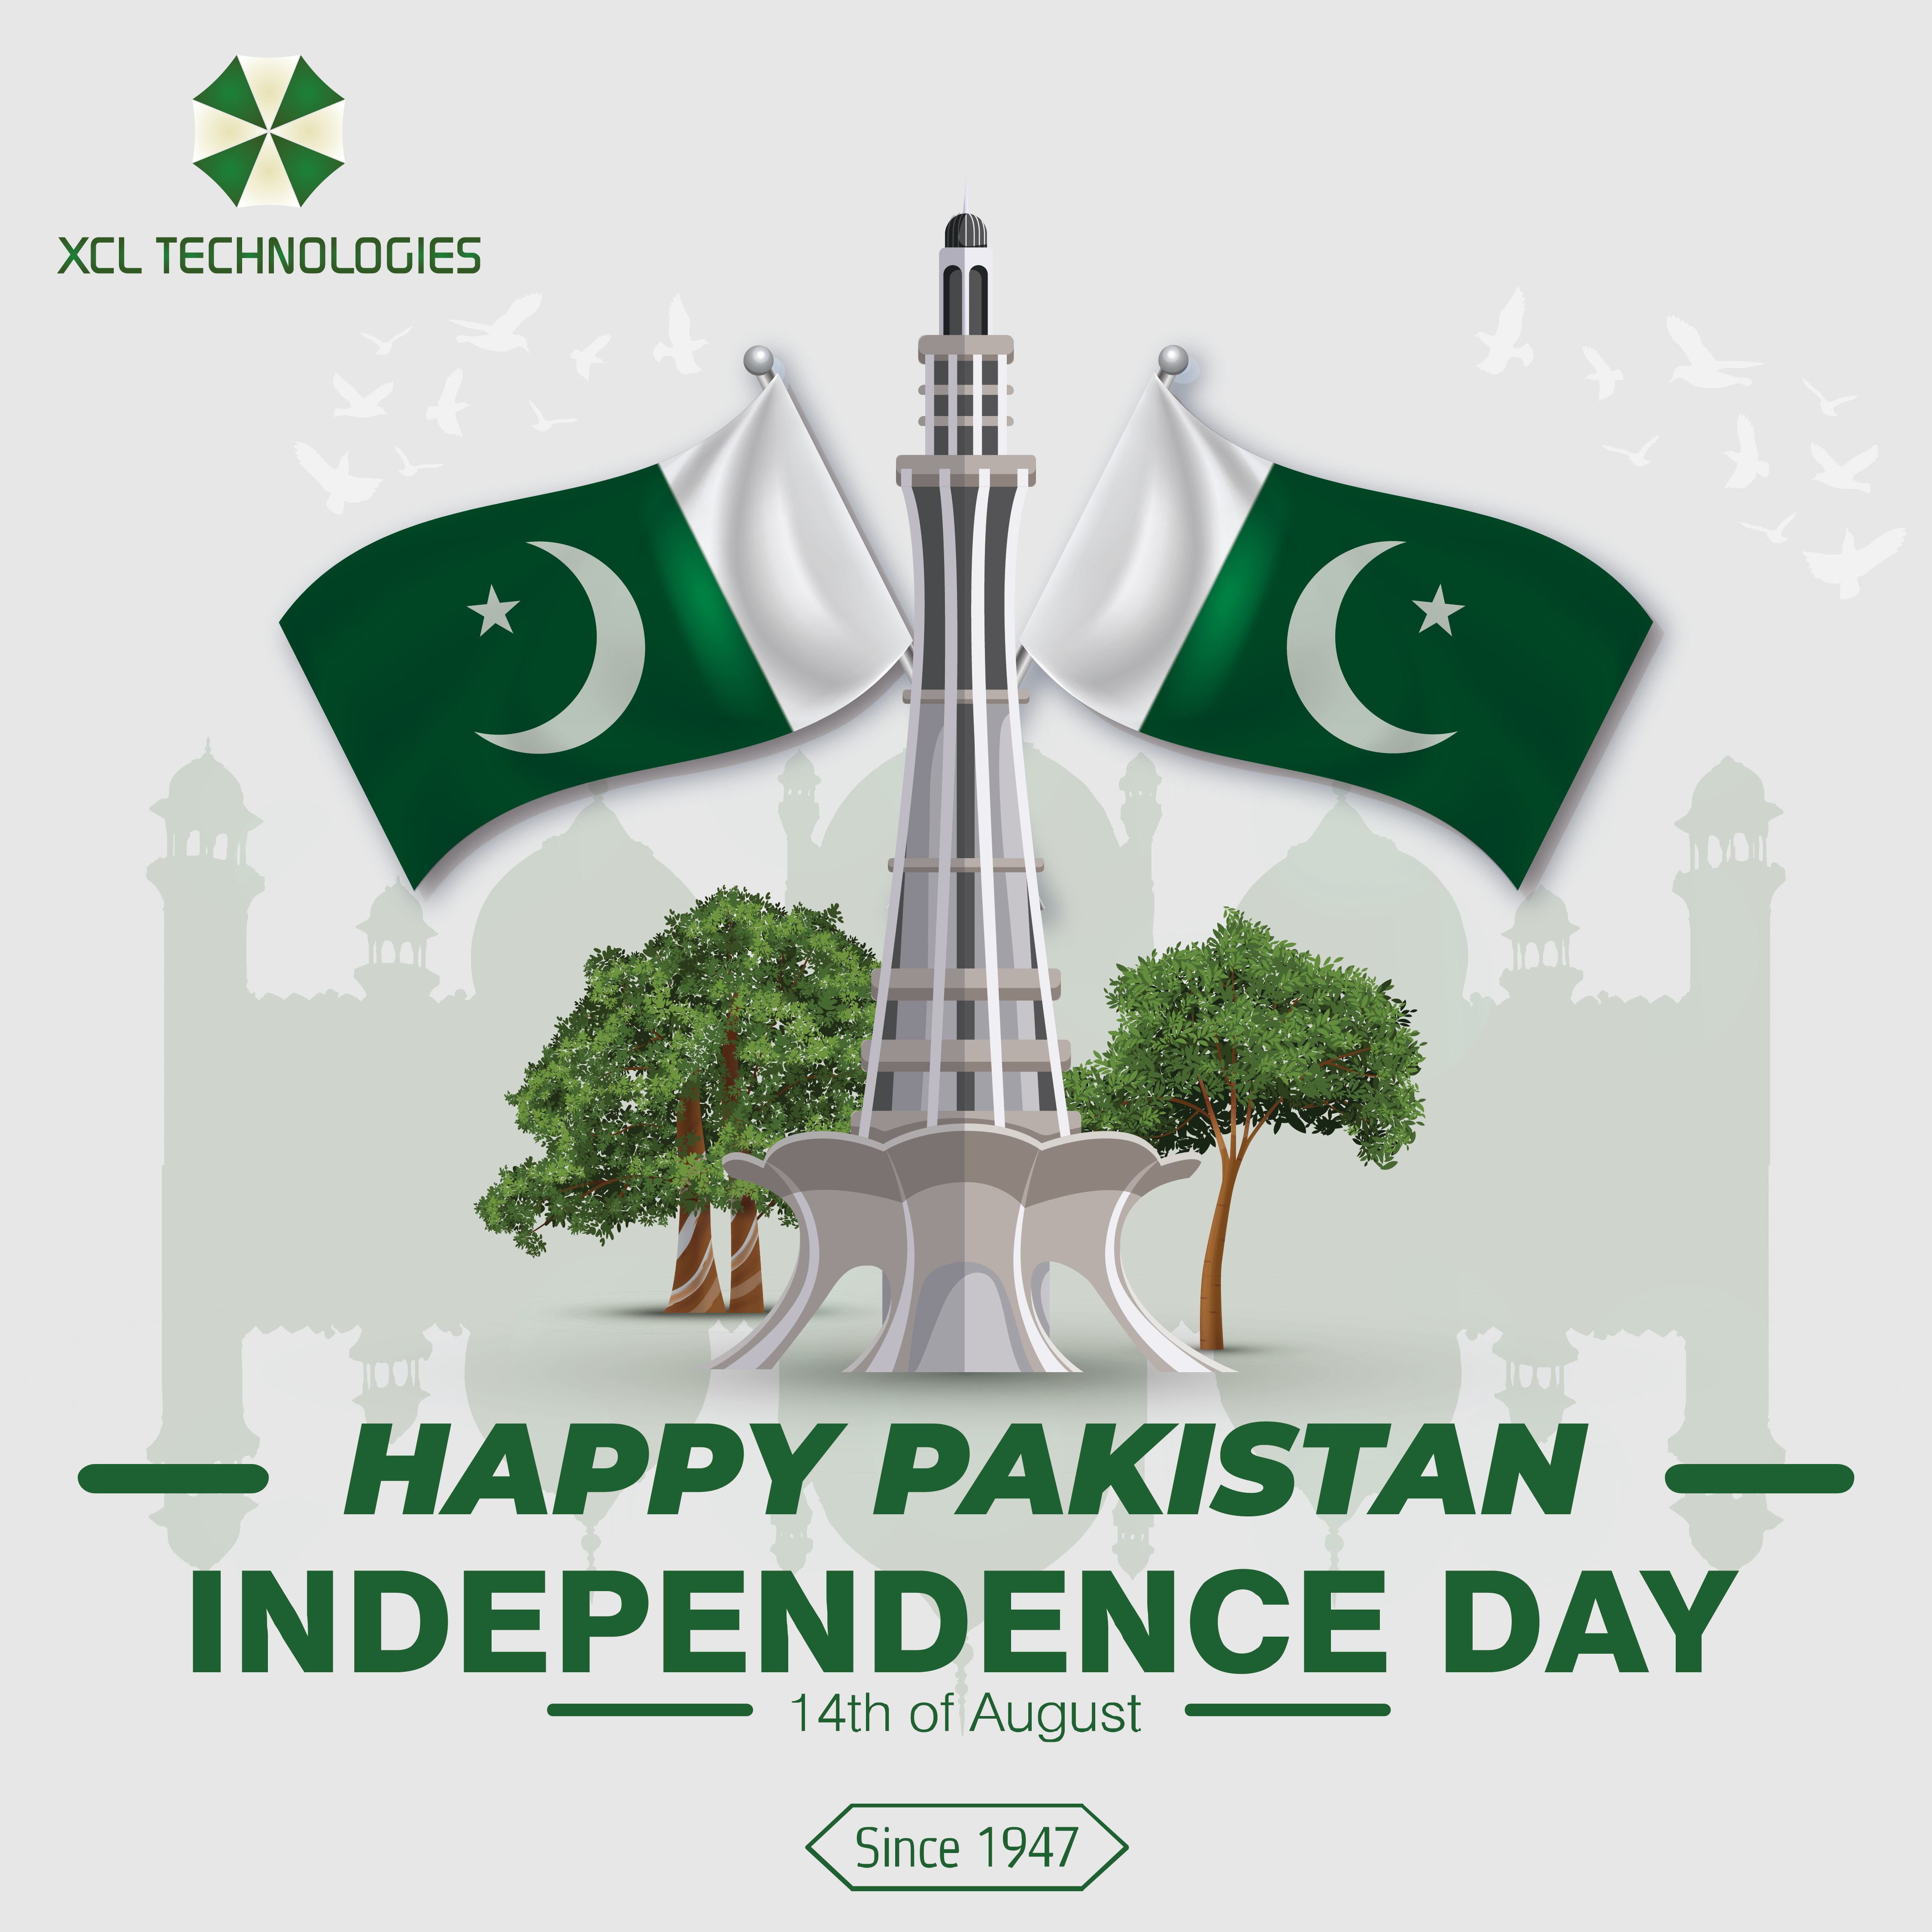 XCL TECHNOLOGIES
HAPPY PAKISTAN
INDEPENDENCE DAY
14th of August
Since 1947